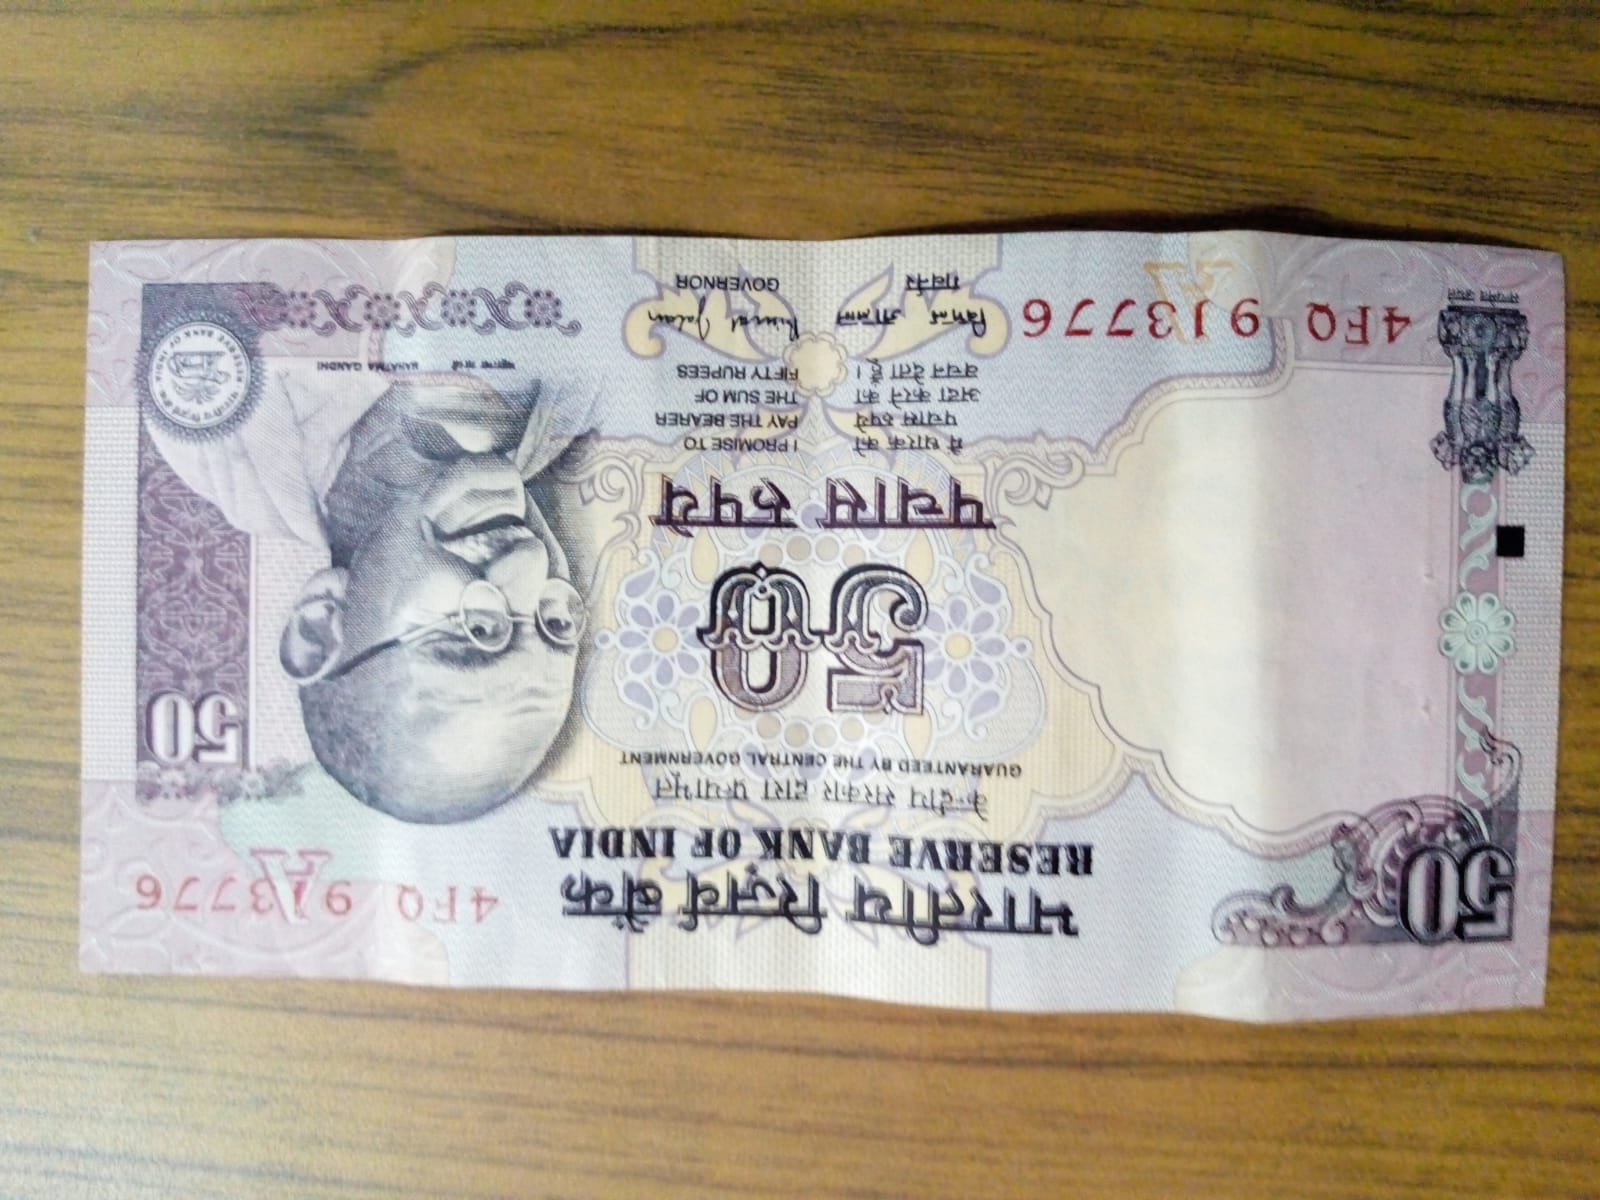 50
भारतीय रिज़र्व बैंक
RESERVE BANK OF INDIA
केन्द्रीय सरकार द्वारा प्रत्याभूत
GUARANTEED BY THE CENTRAL GOVERNMENT
4FQ 913776
A
50
50
पचास रुपये
मैं धारक को
पचास रुपये
अदा करने का
वचन देता हूँ ।
I PROMISE TO
PAY THE BEARER
THE SUM OF
FIFTY RUPEES
महात्मा गांधी MAHATMA GANDHI
सत्यमेव जयते
4FQ 913776
A
बिमल जालान
गवर्नर
Bimal Jalan
GOVERNOR
भारतीय रिज़र्व बैंक
RESERVE BANK OF INDIA